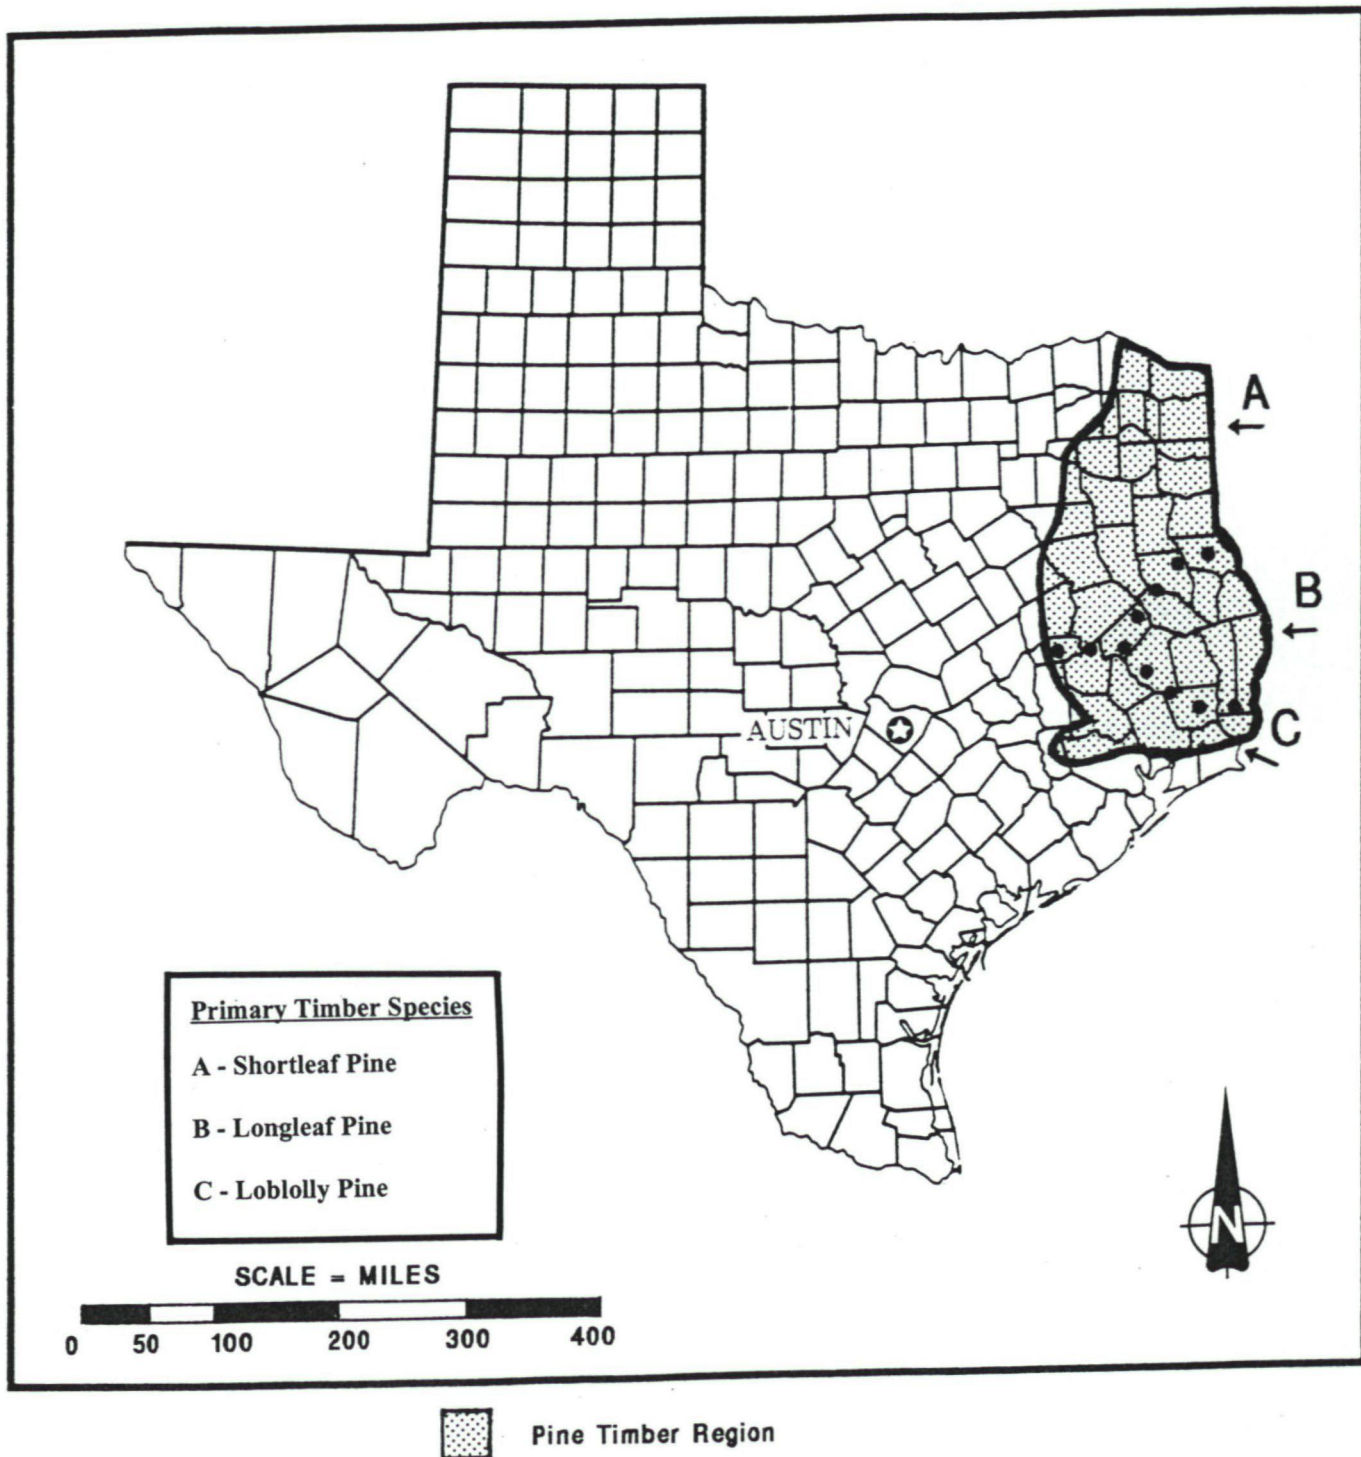 A
B
C
AUSTIN
Primary Timber Species
A - Shortleaf Pine
B - Longleaf Pine
C - Loblolly Pine
N
SCALE = MILES
0 50 100 200 300 400
Pine Timber Region